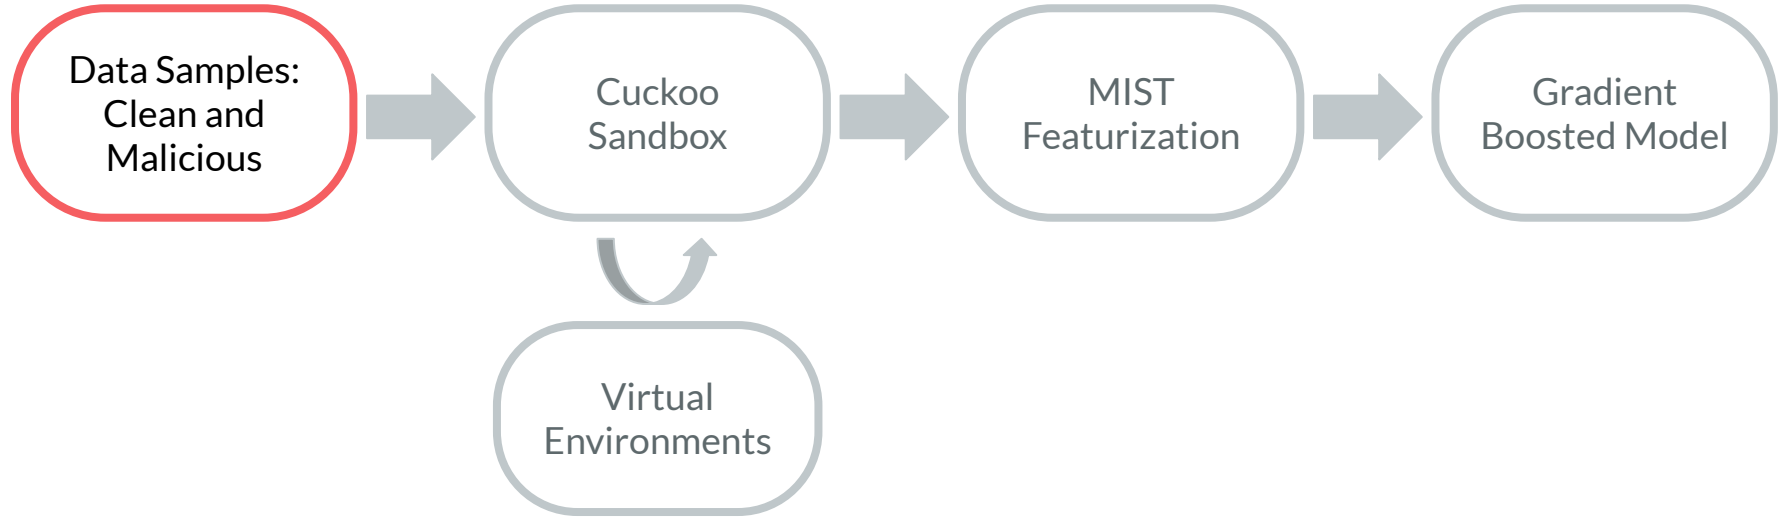 Data Samples:
Clean and
Malicious
Cuckoo
Sandbox
MIST
Featurization
Gradient
Boosted Model
Virtual
Environments